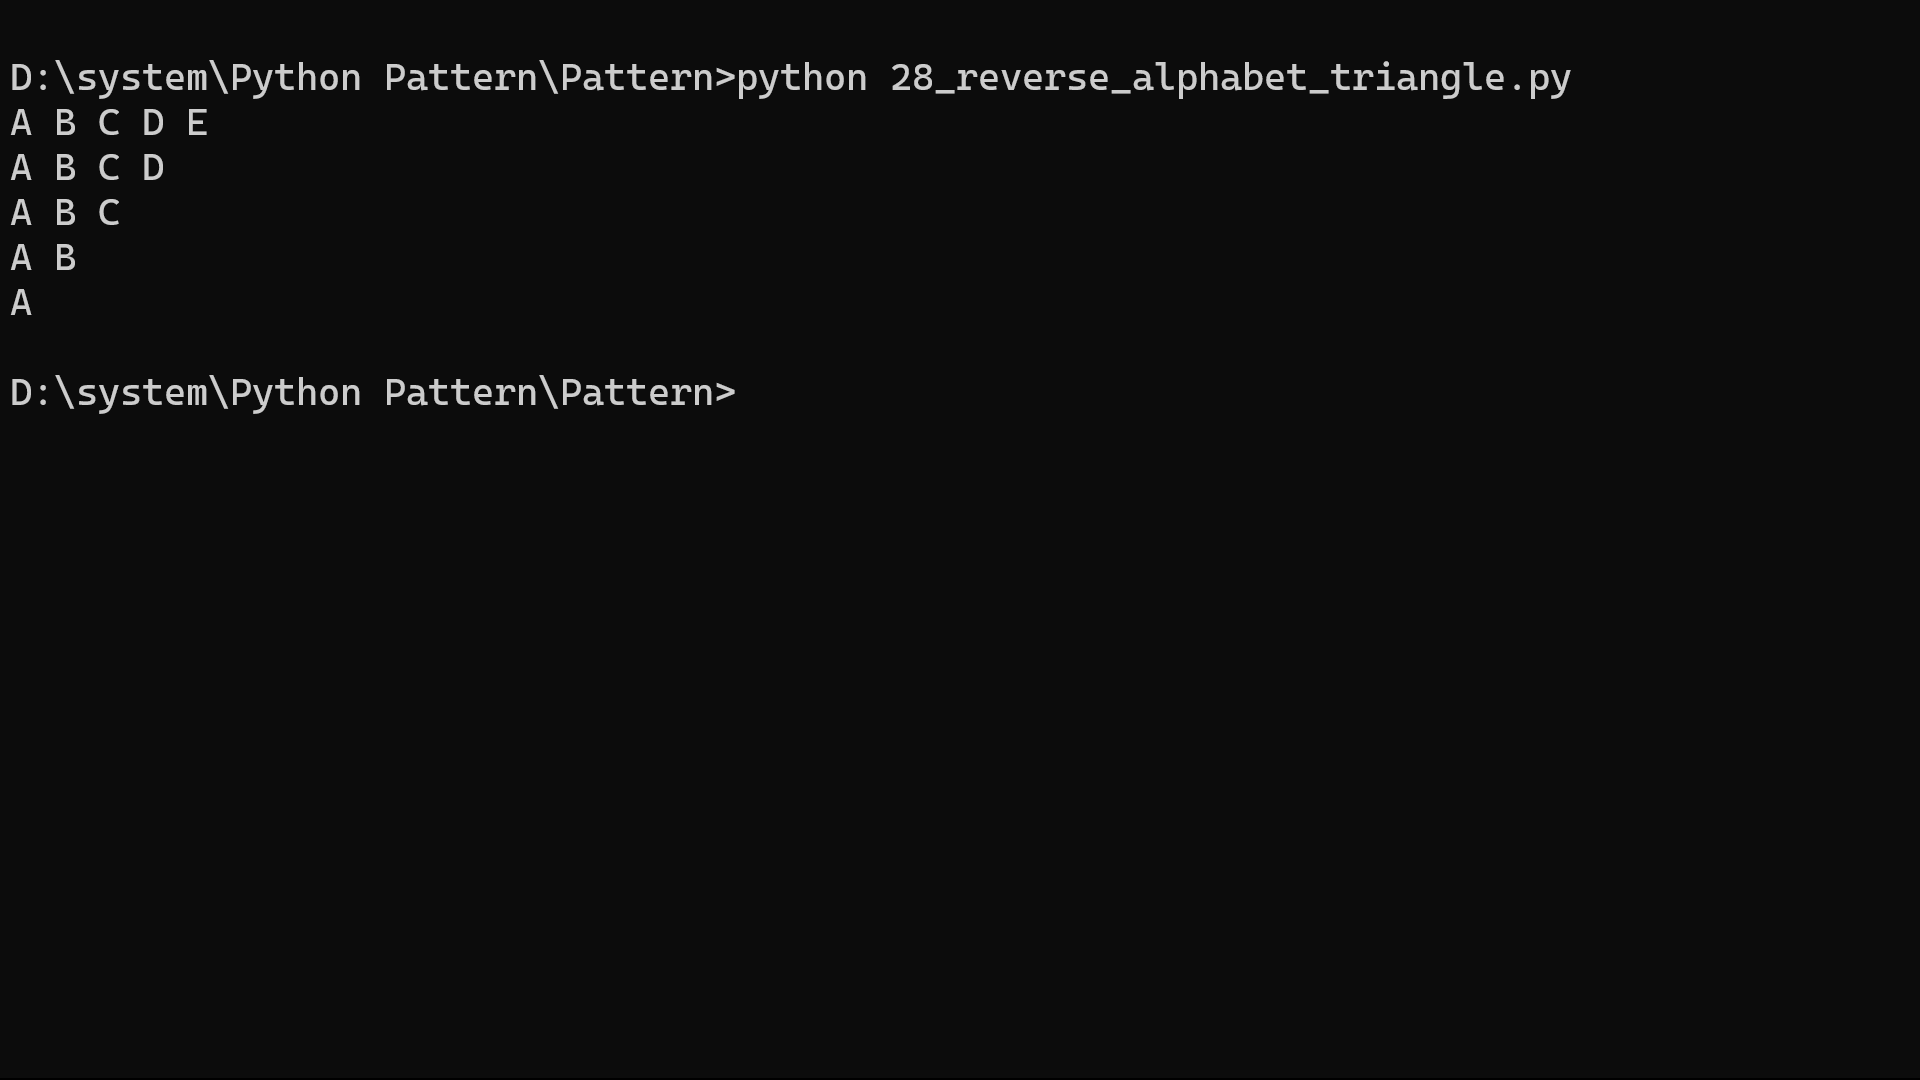 D:\system\Python Pattern\Pattern>python 28_reverse_alphabet_triangle.py
A B C D E
A B C D
A B C
A B
A
D:\system\Python Pattern\Pattern>